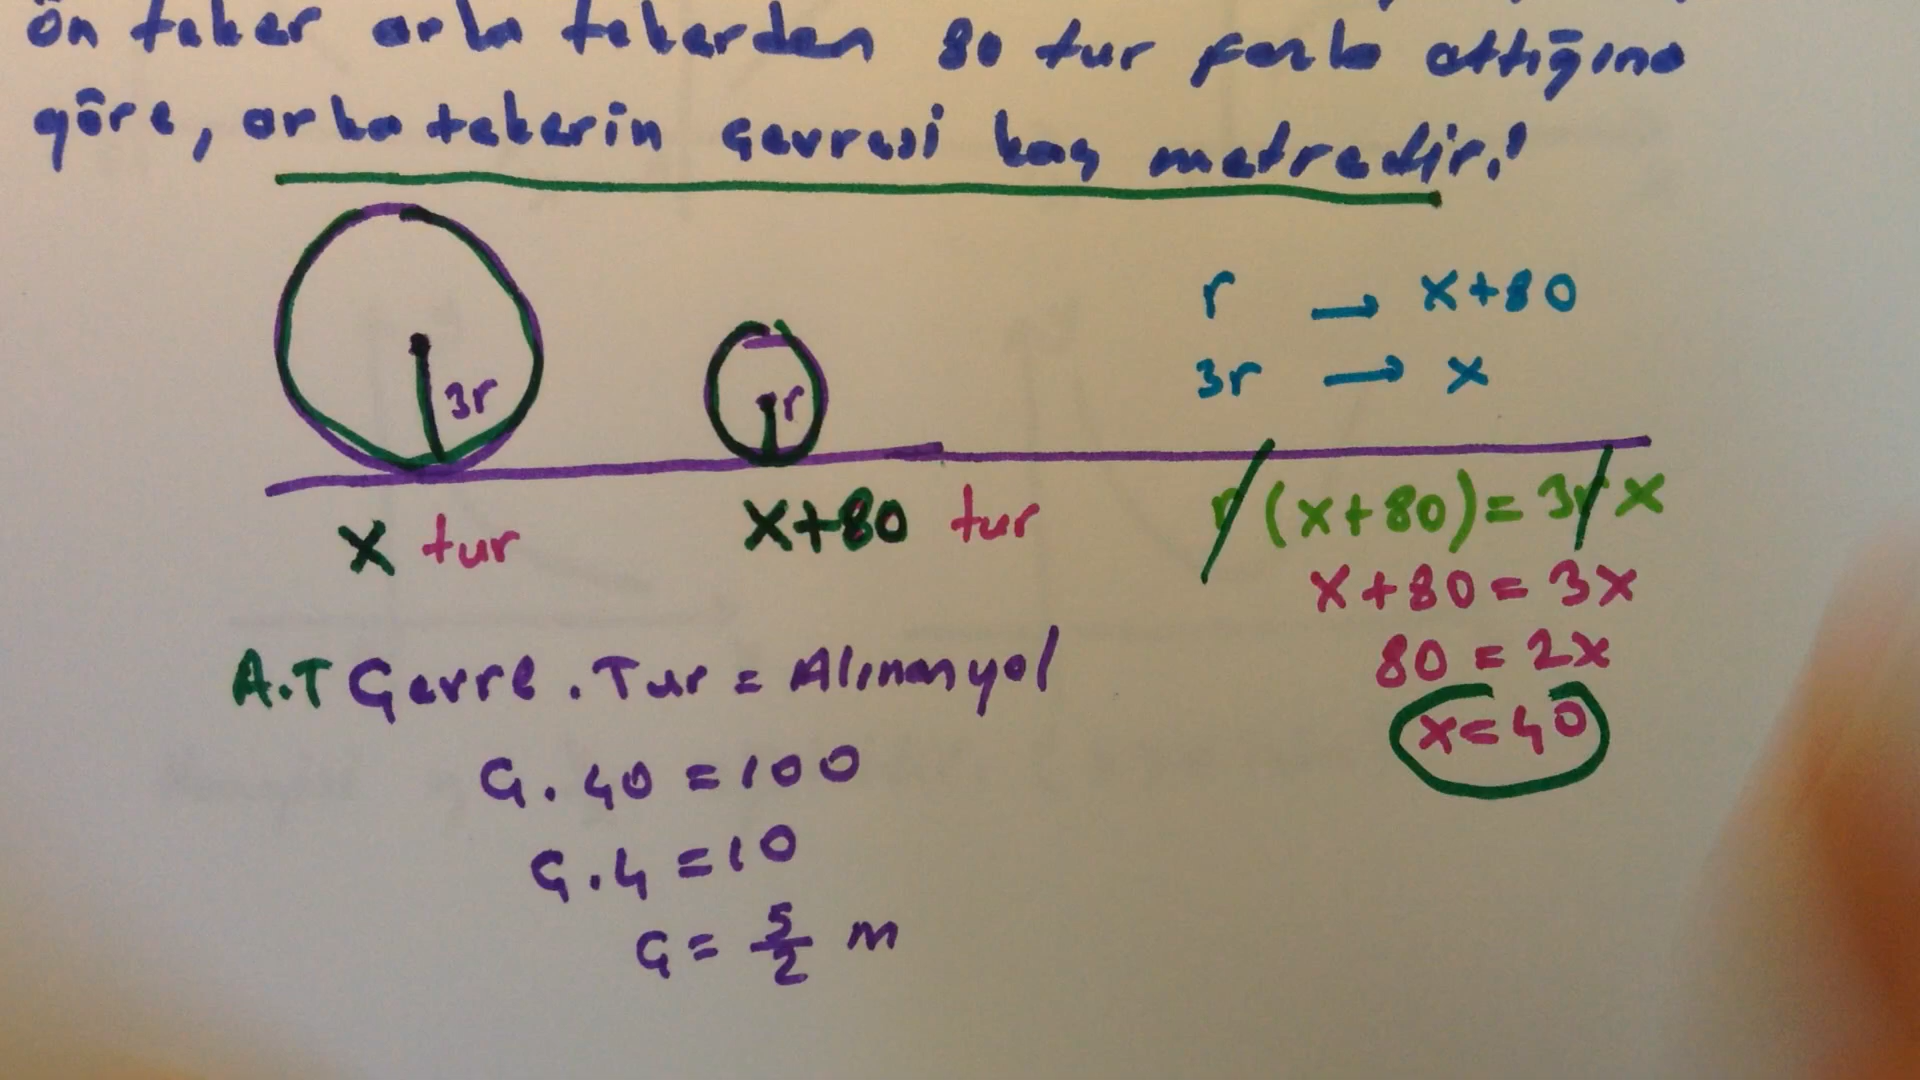 Ön teker arka tekerden 80 tur fazla attığına
göre, arka tekerin çevresi kaç metredir?
3r
r
r → x+80
3r → x
x tur
x+80 tur
r(x+80)=3rx
x+80=3x
80=2x
x=40
A.T Çevre.Tur=Alınan yol
Ç.40=100
Ç.4=10
Ç=5/2 m